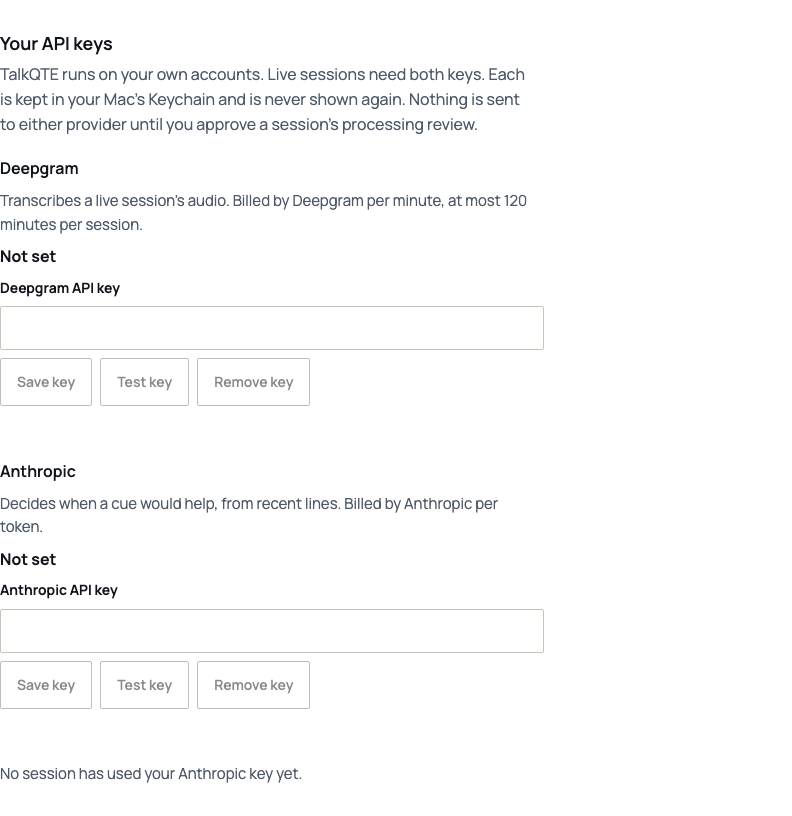 Your API keys
TalkQTE runs on your own accounts. Live sessions need both keys. Each
is kept in your Mac's Keychain and is never shown again. Nothing is sent
to either provider until you approve a session's processing review.
Deepgram
Transcribes a live session's audio. Billed by Deepgram per minute, at most 120
minutes per session.
Not set
Deepgram API key
Save key Test key Remove key
Anthropic
Decides when a cue would help, from recent lines. Billed by Anthropic per
token.
Not set
Anthropic API key
Save key Test key Remove key
No session has used your Anthropic key yet.